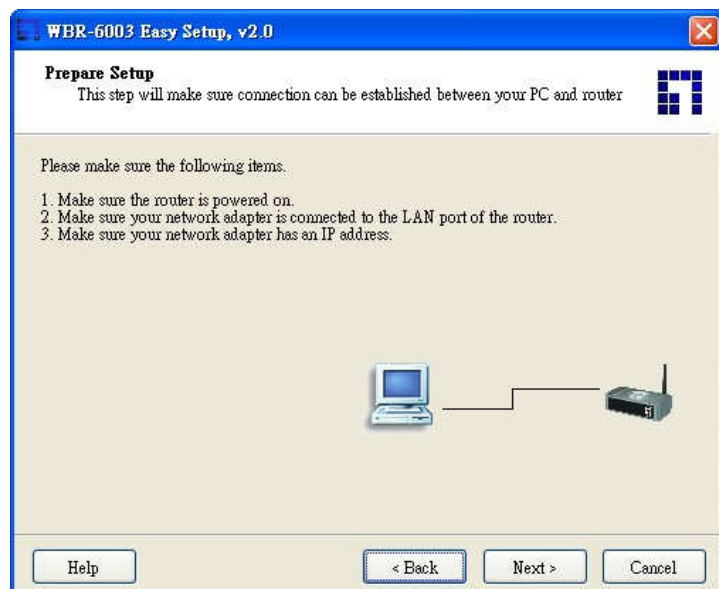 WBR-6003 Easy Setup, v2.0
Prepare Setup
This step will make sure connection can be established between your PC and router
Please make sure the following items.
1. Make sure the router is powered on.
2. Make sure your network adapter is connected to the LAN port of the router.
3. Make sure your network adapter has an IP address.
Help
< Back
Next >
Cancel